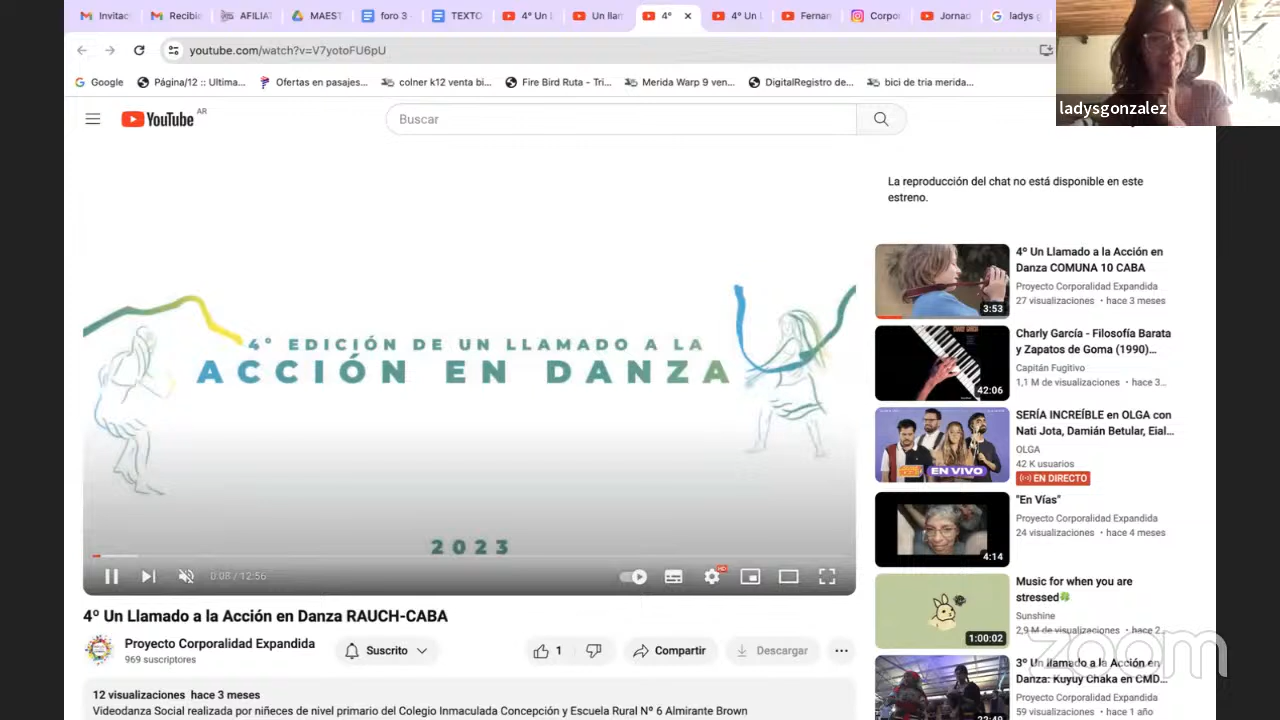 Invitac
Recibio
AFILIA
MAEST
foro 3
TEXTO
4º Un
Un llar
4º
4º Un l
Fernar
Corpo
Jornad
ladys g
youtube.com/watch?v=V7yotoFU6pU
Google
Página/12 :: Ultima...
Ofertas en pasajes...
colner k12 venta bi...
Fire Bird Ruta - Tri...
Merida Warp 9 ven...
DigitalRegistro de...
bici de tria merida...
ladysgonzalez
YouTube AR
Buscar
La reproducción del chat no está disponible en este
estreno.
4º EDICIÓN DE UN LLAMADO A LA
ACCIÓN EN DANZA
2023
0:08 / 12:56
HD
4º Un Llamado a la Acción en Danza RAUCH-CABA
Proyecto Corporalidad Expandida
969 suscriptores
Suscrito
1
Compartir
Descargar
12 visualizaciones hace 3 meses
Videodanza Social realizada por niñeces de nivel primario del Colegio Inmaculada Concepción y Escuela Rural Nº 6 Almirante Brown
3:53
4º Un Llamado a la Acción en
Danza COMUNA 10 CABA
Proyecto Corporalidad Expandida
27 visualizaciones • hace 3 meses
42:06
Charly García - Filosofía Barata
y Zapatos de Goma (1990)...
Capitán Fugitivo
1,1 M de visualizaciones • hace 3...
EN VIVO
SERÍA INCREÍBLE en OLGA con
Nati Jota, Damián Betular, Eial...
OLGA
42 K usuarios
EN DIRECTO
4:14
"En Vías"
Proyecto Corporalidad Expandida
24 visualizaciones • hace 4 meses
1:00:02
Music for when you are
stressed🍀
Sunshine
2,9 M de visualizaciones • hace 2...
3º Un llamado a la Acción en
Danza: Kuyuy Chaka en CMD...
Proyecto Corporalidad Expandida
59 visualizaciones • hace 1 año
22:49
zoom